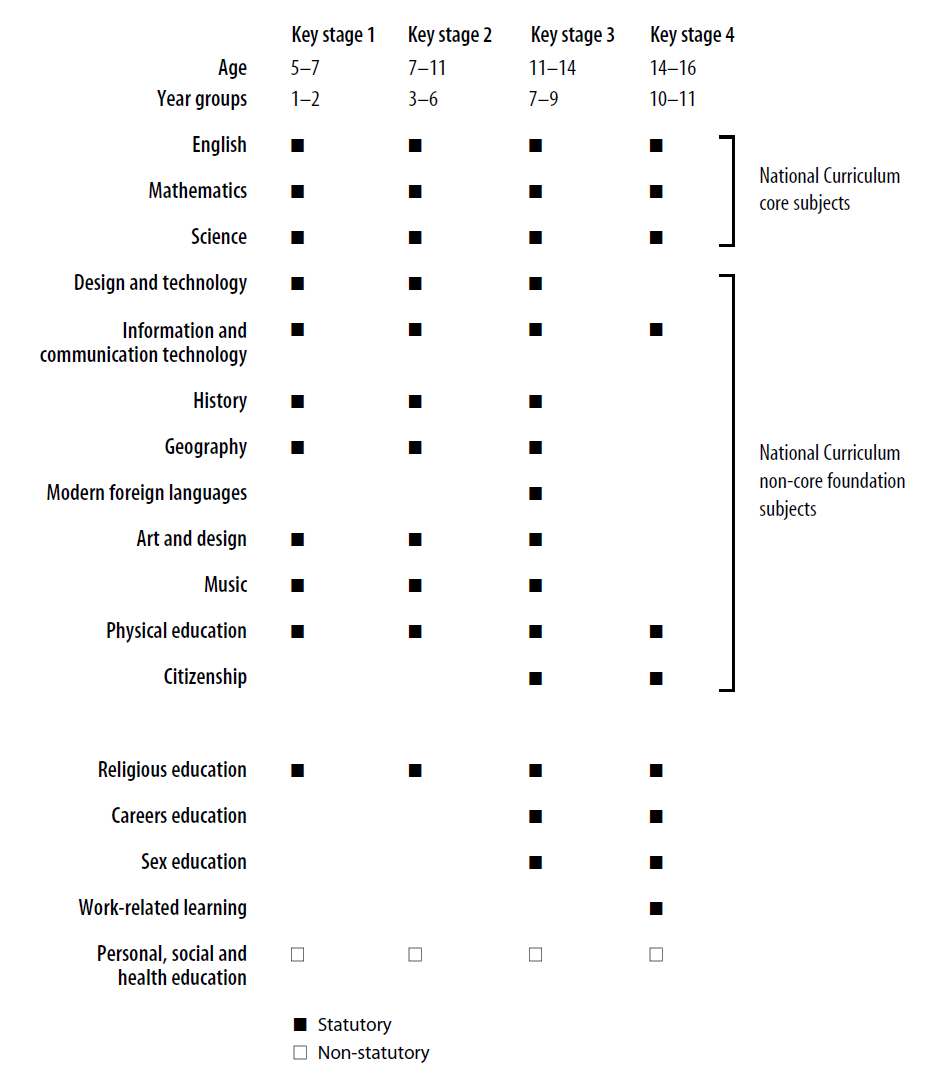 Key stage 1 Key stage 2 Key stage 3 Key stage 4
Age 5–7 7–11 11–14 14–16
Year groups 1–2 3–6 7–9 10–11
English ■ ■ ■ ■
Mathematics ■ ■ ■ ■
Science ■ ■ ■ ■
National Curriculum
core subjects
Design and technology ■ ■ ■
Information and ■ ■ ■ ■
communication technology
History ■ ■ ■
Geography ■ ■ ■
Modern foreign languages ■
Art and design ■ ■ ■
Music ■ ■ ■
Physical education ■ ■ ■ ■
Citizenship ■ ■
National Curriculum
non-core foundation
subjects
Religious education ■ ■ ■ ■
Careers education ■ ■
Sex education ■ ■
Work-related learning ■
Personal, social and □ □ □ □
health education
■ Statutory
□ Non-statutory